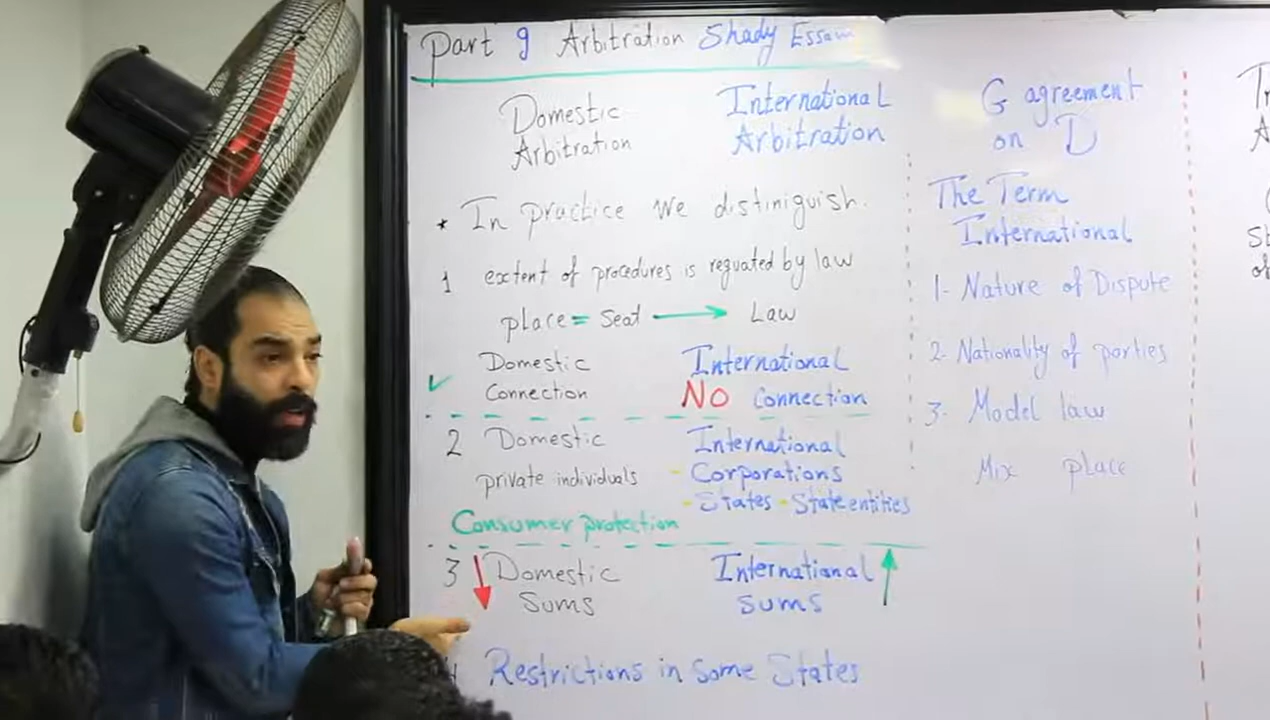 Part 9 Arbitration Shady Essam
Domestic Arbitration
International Arbitration
* In practice We distinguish.
1 extent of procedures is reguated by law
place = Seat → Law
✓ Domestic Connection
International NO Connection
2 Domestic private individuals
International
- Corporations
- States - State entities
Consumer protection
3 ↓ Domestic Sums
International Sums ↑
4 Restrictions in Some States
G agreement
on D
The Term
International
1- Nature of Dispute
2- Nationality of parties
3- Model law
Mix place